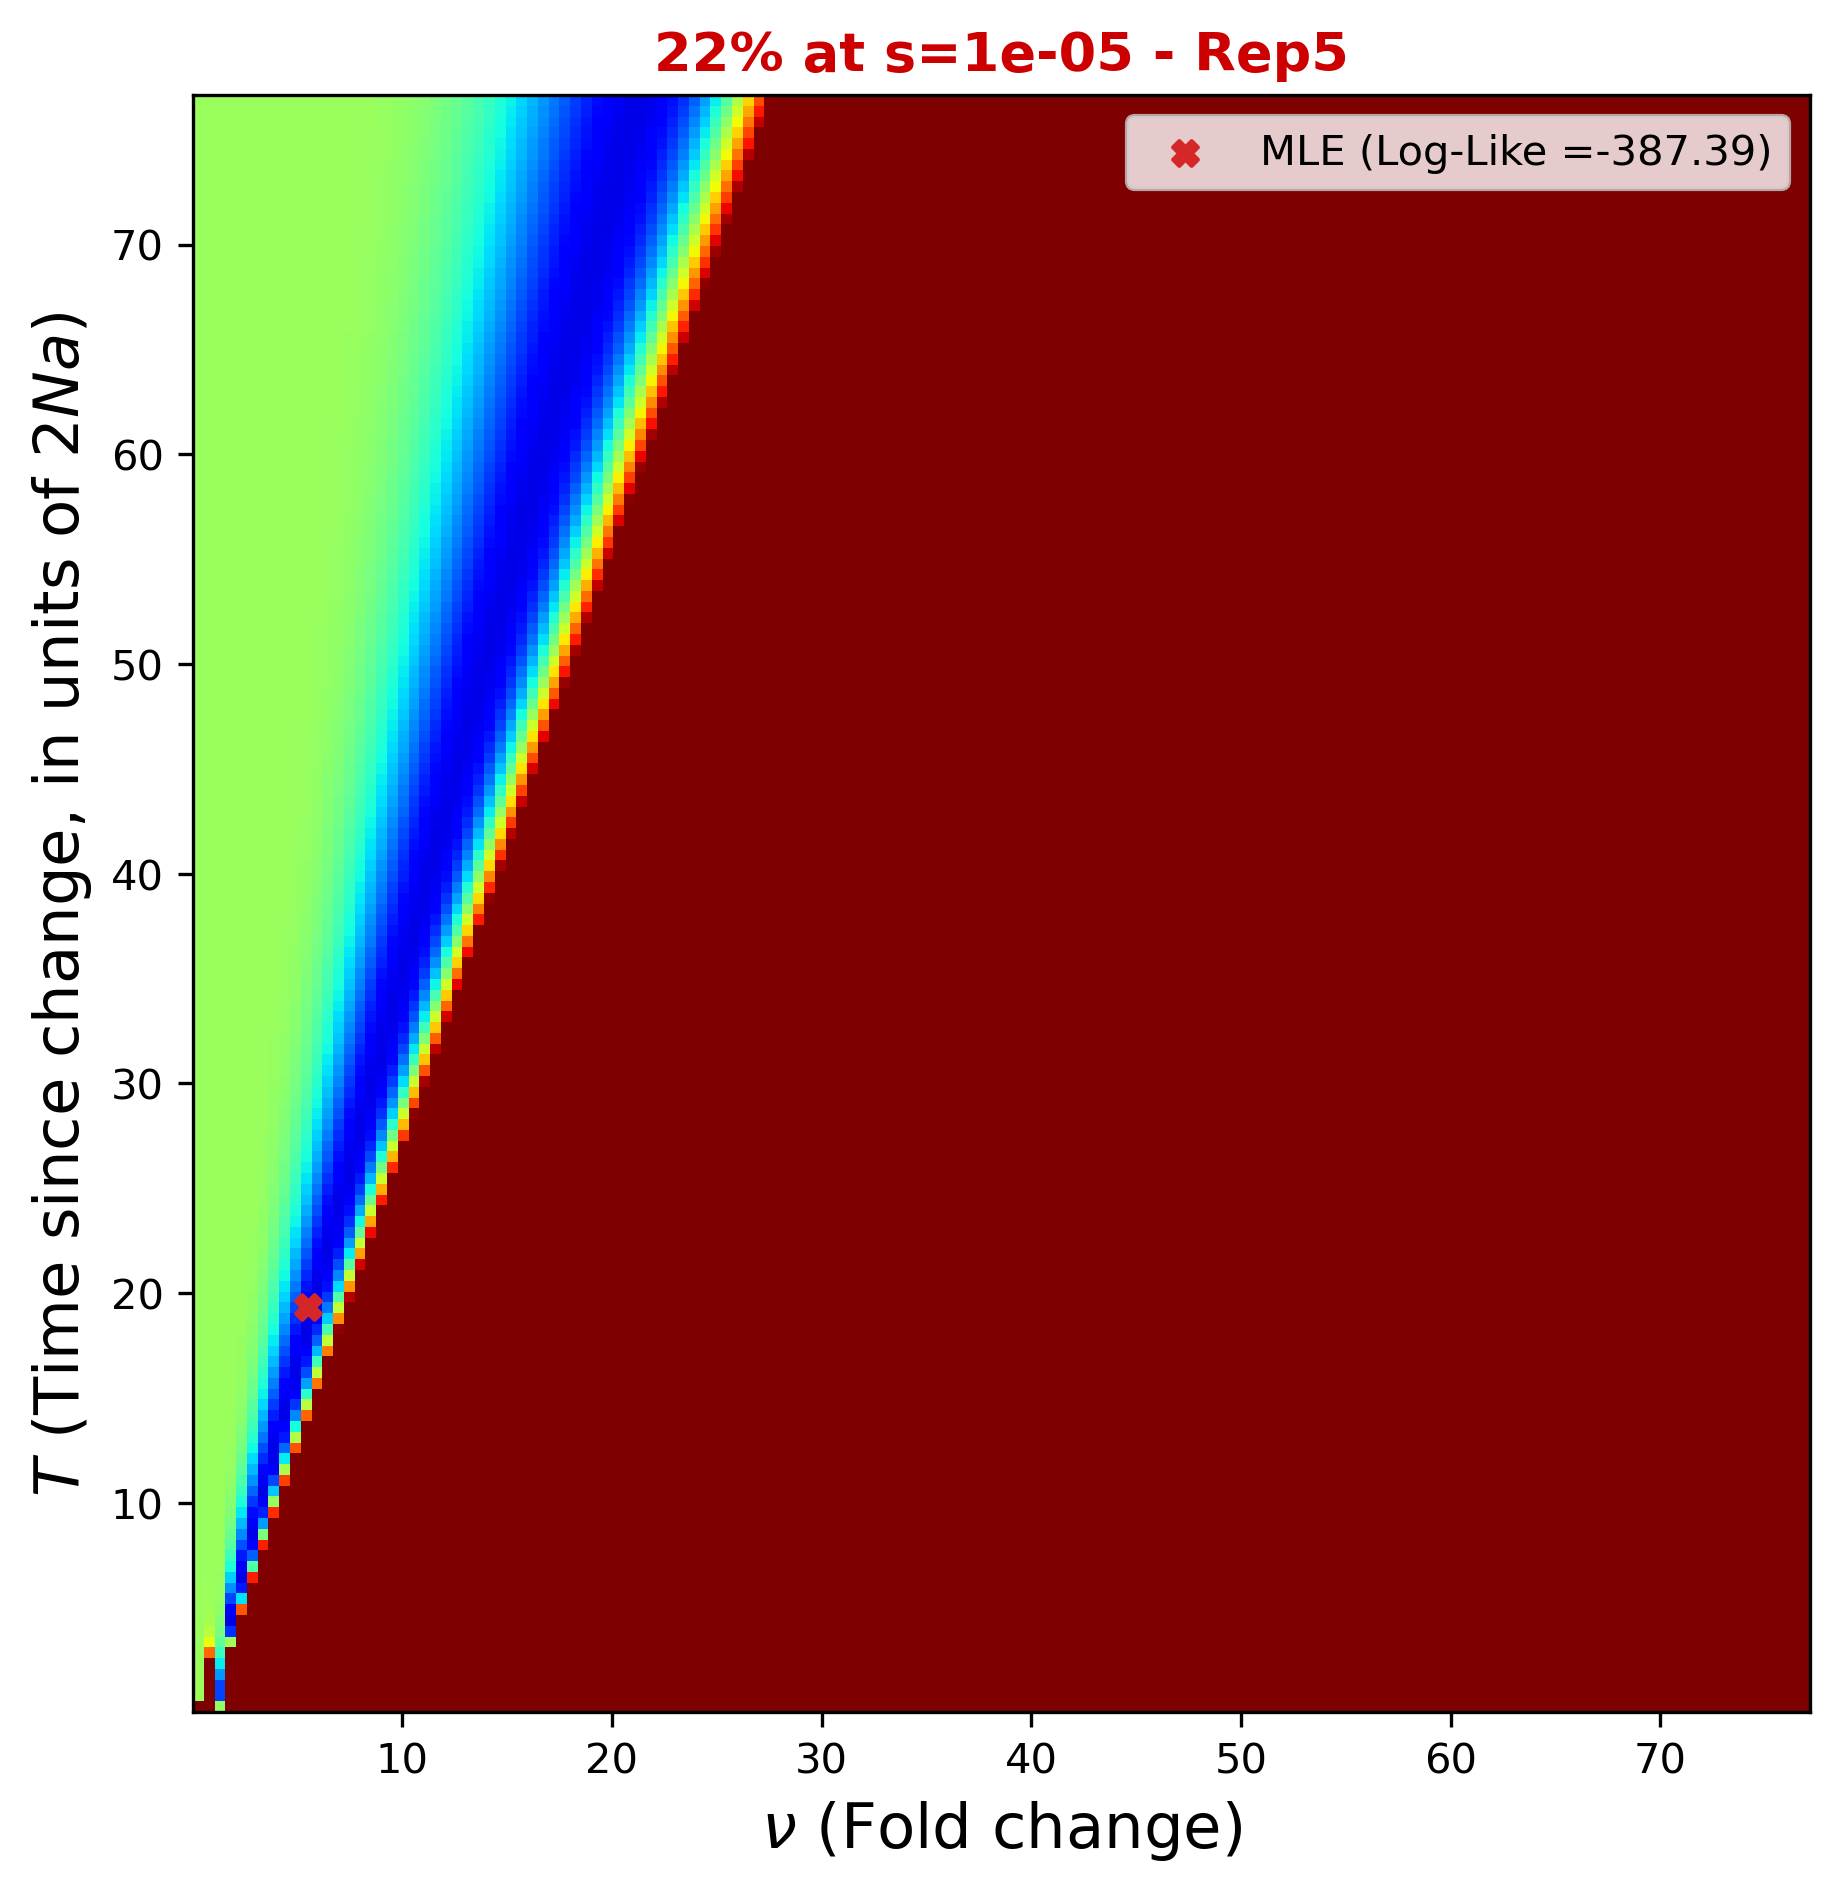 22% at s=1e-05 - Rep5
MLE (Log-Like =-387.39)
T (Time since change, in units of 2Na)
70
60
50
40
30
20
10
10 20 30 40 50 60 70
ν (Fold change)